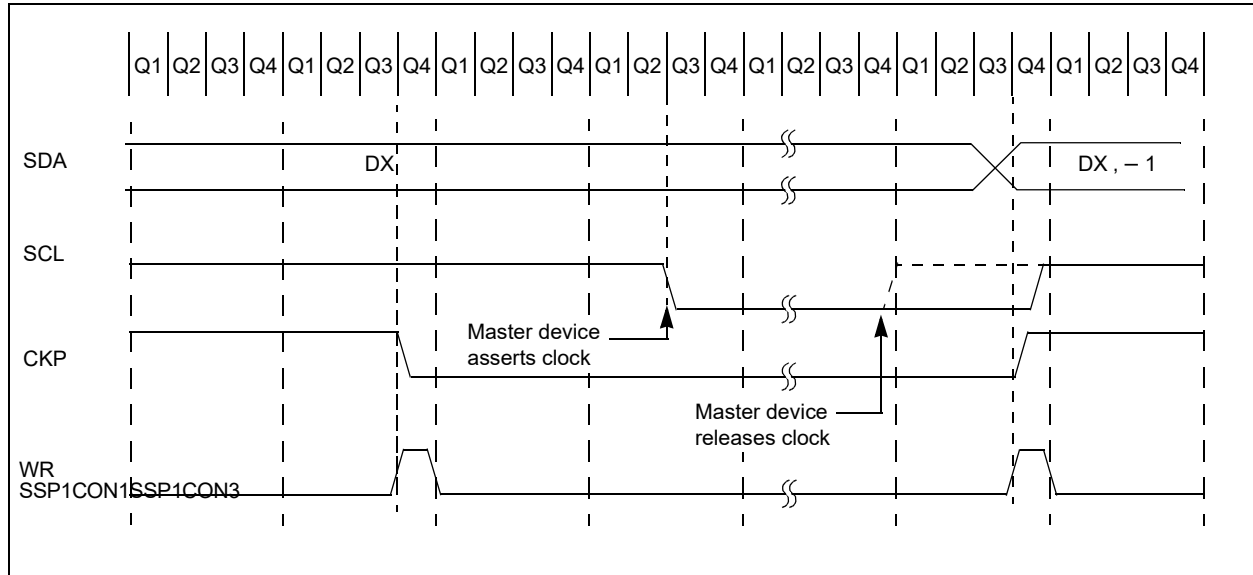 Q1 Q2 Q3 Q4 Q1 Q2 Q3 Q4 Q1 Q2 Q3 Q4 Q1 Q2 Q3 Q4 Q1 Q2 Q3 Q4 Q1 Q2 Q3 Q4 Q1 Q2 Q3 Q4
SDA
DX
DX , – 1
SCL
Master device
asserts clock
CKP
Master device
releases clock
WR
SSP1CON1SSP1CON3